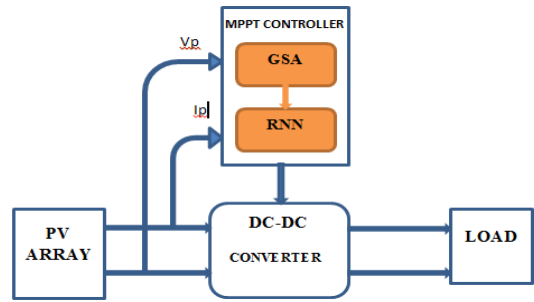 MPPT CONTROLLER
Vp
GSA
Ip
RNN
PV
ARRAY
DC-DC
CONVERTER
LOAD